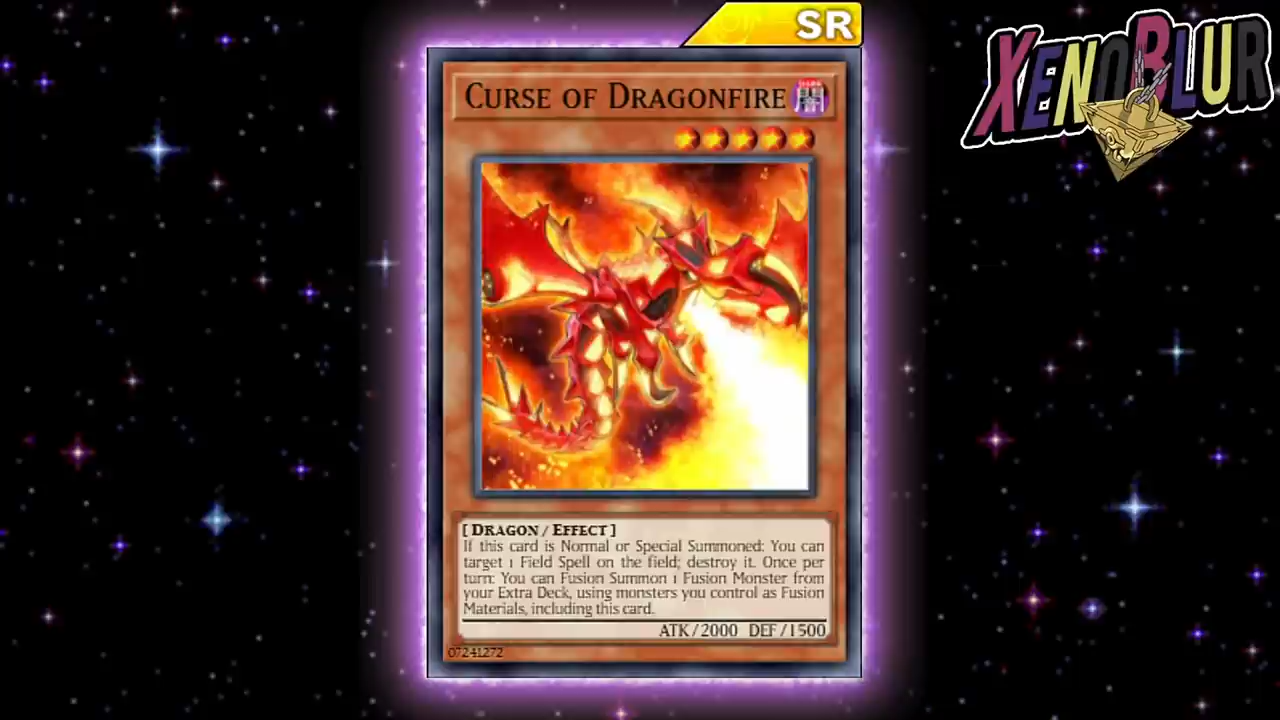 SR
XENOBLUR
CURSE OF DRAGONFIRE
[ DRAGON / EFFECT ]
If this card is Normal or Special Summoned: You can
target 1 Field Spell on the field; destroy it. Once per
turn: You can Fusion Summon 1 Fusion Monster from
your Extra Deck, using monsters you control as Fusion
Materials, including this card.
ATK/2000 DEF/1500
07241272